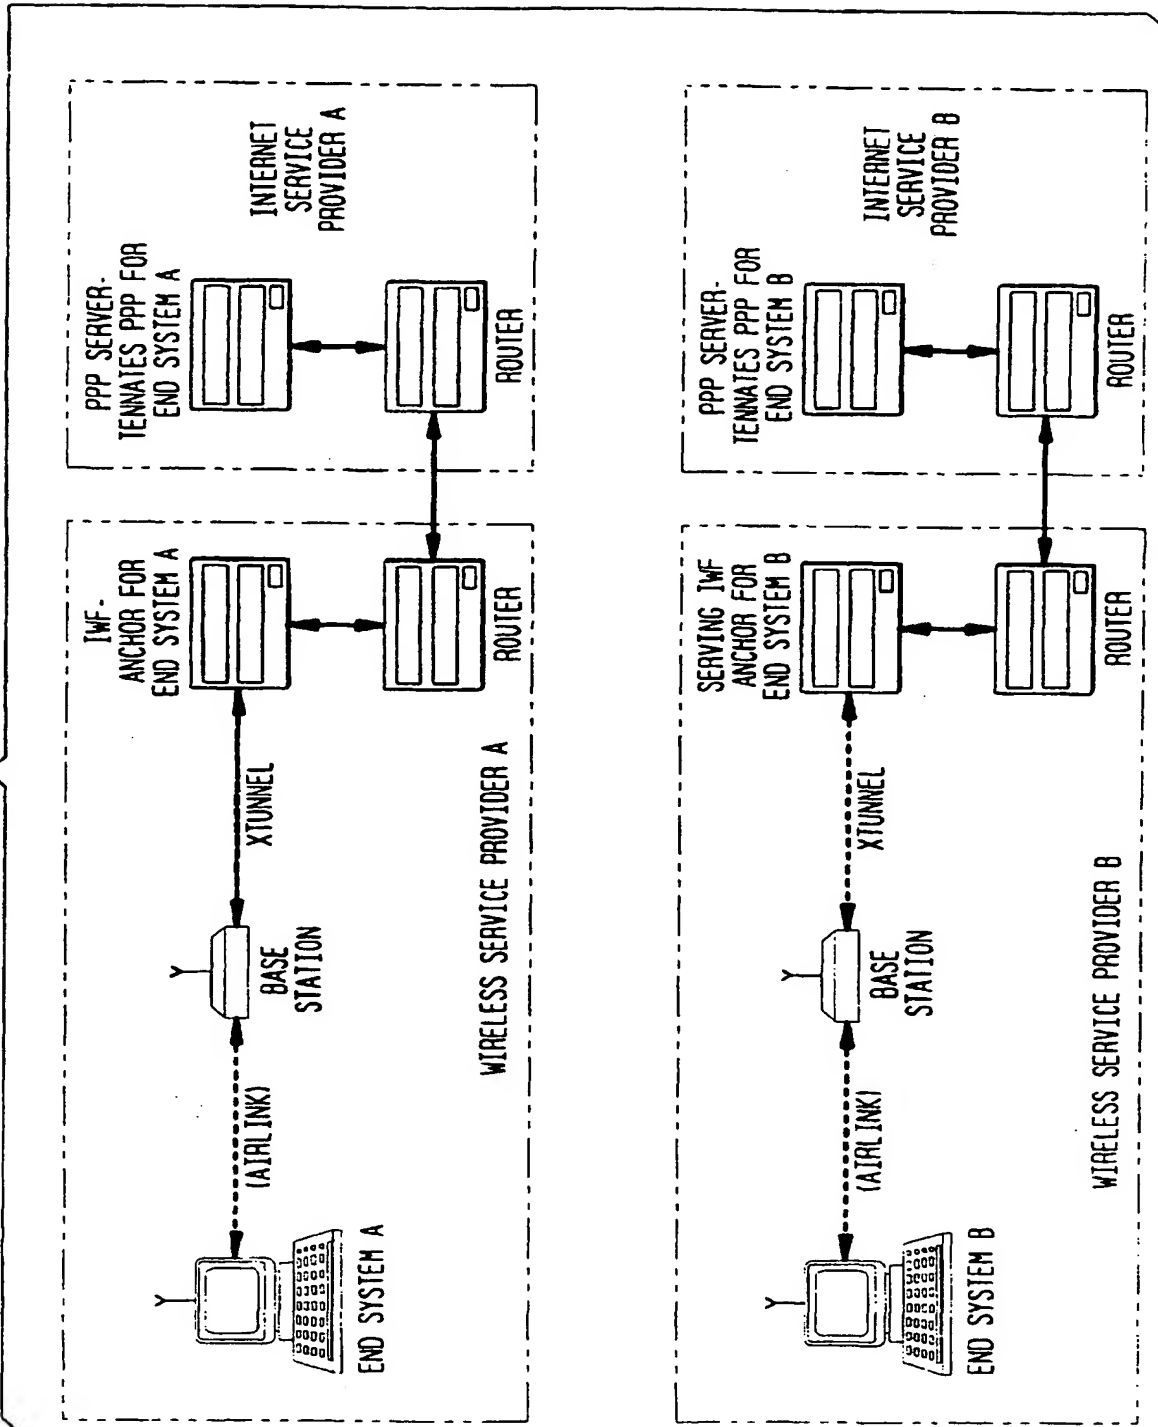 IWF-
ANCHOR FOR
END SYSTEM A
PPP SERVER-
TENNATES PPP FOR
END SYSTEM A
INTERNET
SERVICE
PROVIDER A
(AIRLINK)
BASE
STATION
XTUNNEL
END SYSTEM A
ROUTER
ROUTER
WIRELESS SERVICE PROVIDER A
SERVING IWF
ANCHOR FOR
END SYSTEM B
PPP SERVER-
TENNATES PPP FOR
END SYSTEM B
INTERNET
SERVICE
PROVIDER B
(AIRLINK)
BASE
STATION
XTUNNEL
END SYSTEM B
ROUTER
ROUTER
WIRELESS SERVICE PROVIDER B